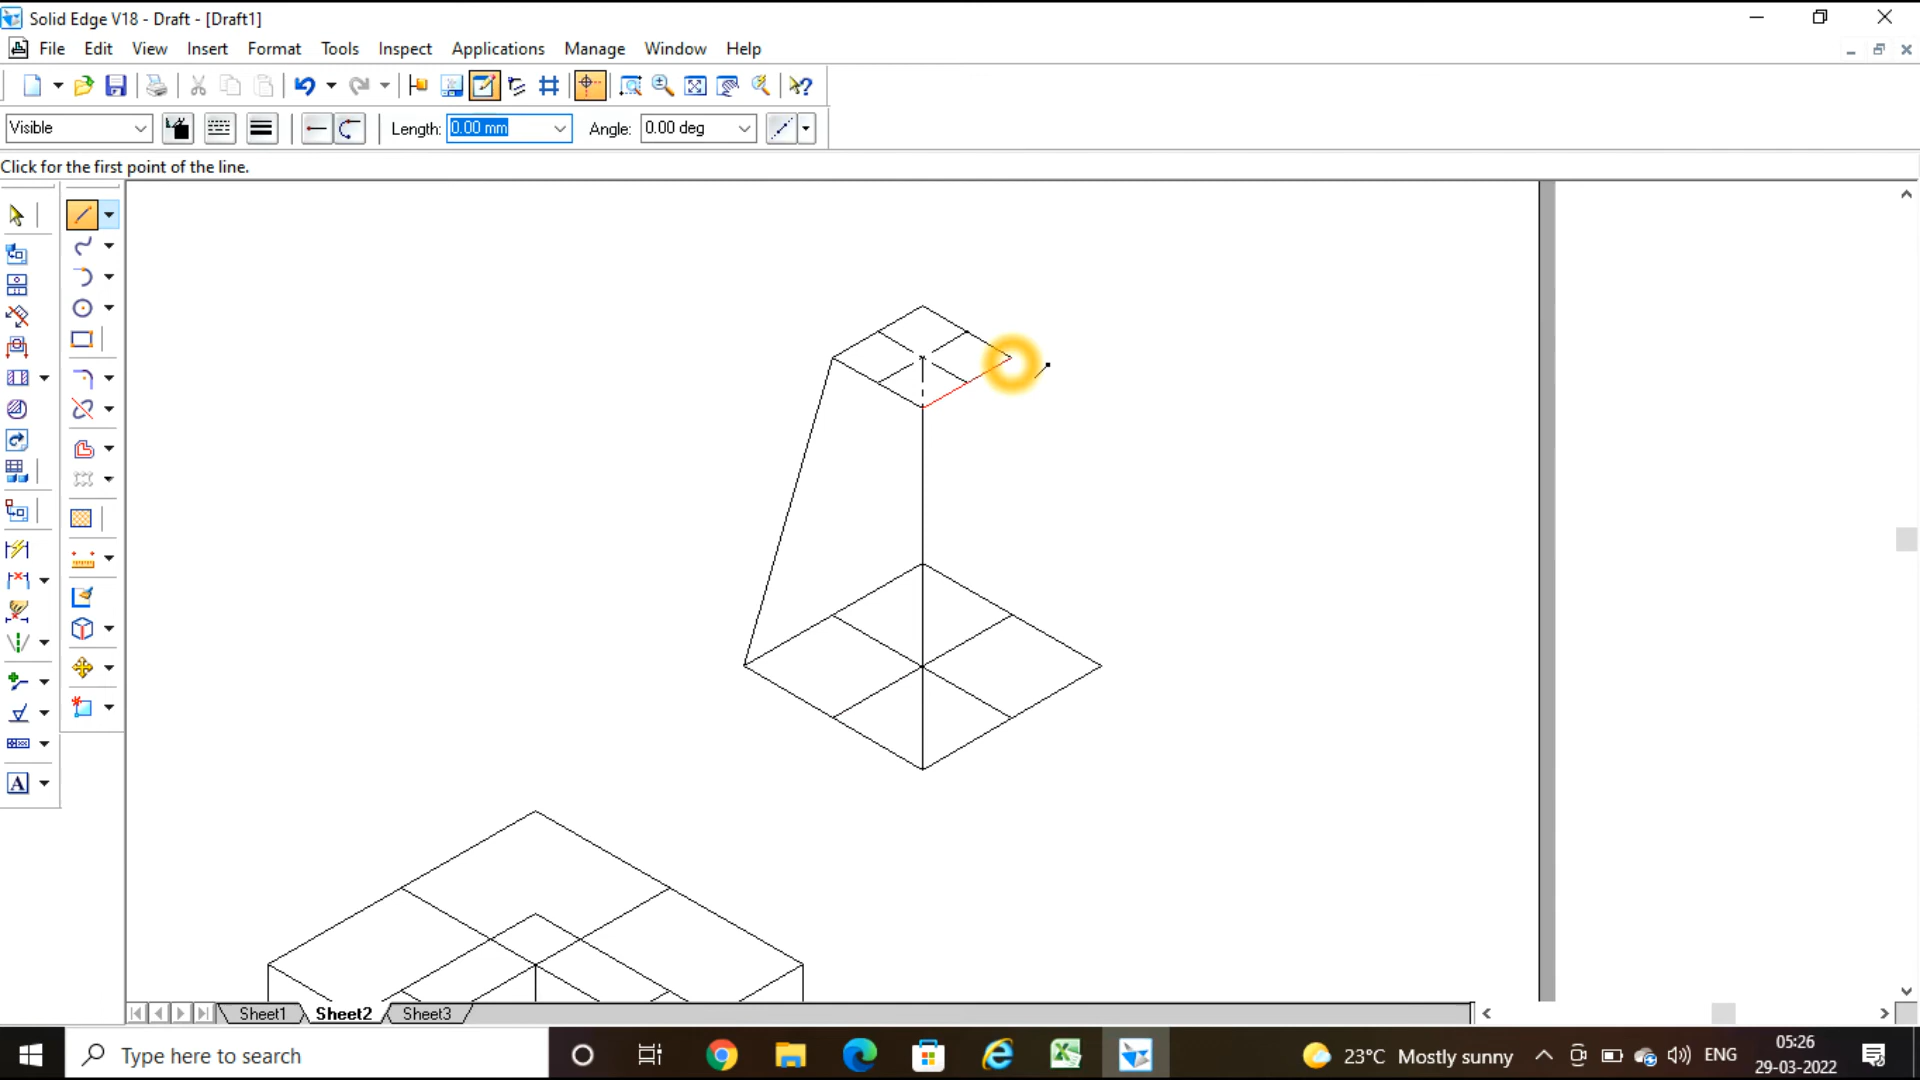 Solid Edge V18 - Draft - [Draft1]
File Edit View Insert Format Tools Inspect Applications Manage Window Help
Visible Length: 0.00 mm Angle: 0.00 deg
Click for the first point of the line.
A
Sheet1 Sheet2 Sheet3
Type here to search
23°C Mostly sunny ENG
05:26
29-03-2022